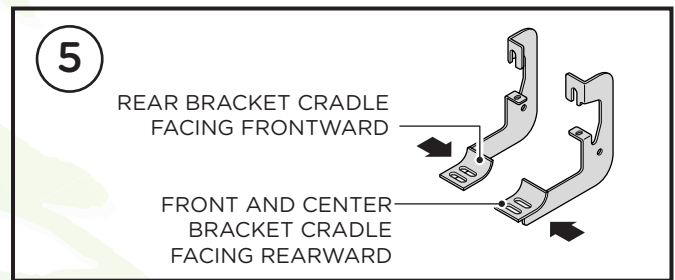 5
REAR BRACKET CRADLE
FACING FRONTWARD
FRONT AND CENTER
BRACKET CRADLE
FACING REARWARD